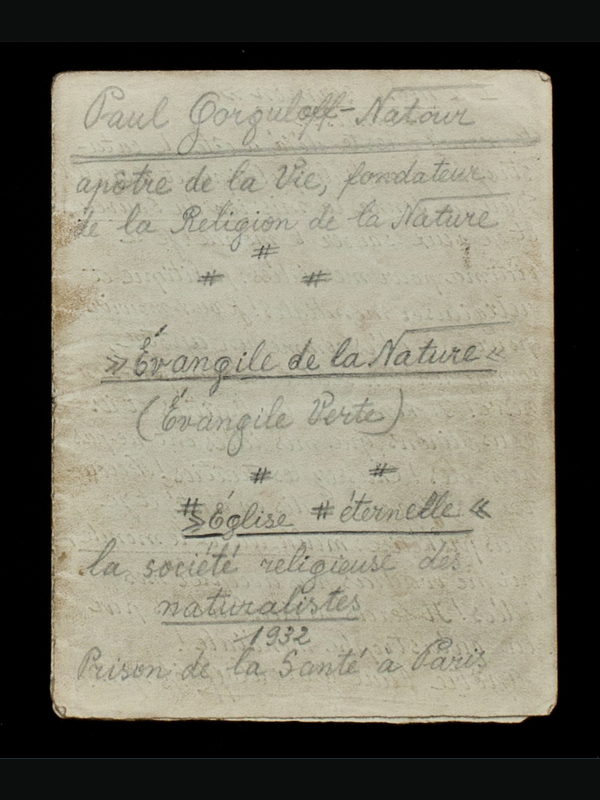 Paul Gorguloff-Natour
apôtre de la Vie, fondateur
de la Religion de la Nature
#
# #
» Évangile de la Nature «
(Évangile Verte)
# #
# » Église # éternelle «
la société religieuse des
naturalistes
1932
Prison de la Santé a Paris